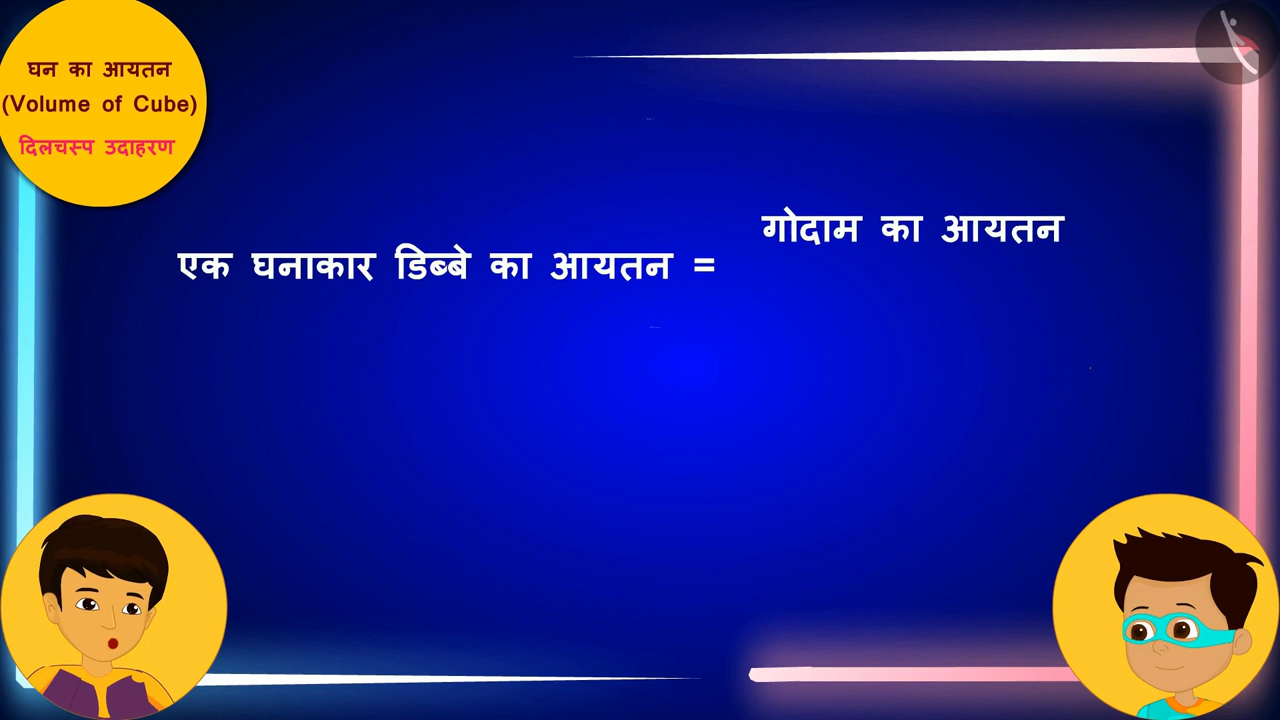 घन का आयतन
(Volume of Cube)
दिलचस्प उदाहरण
गोदाम का आयतन
एक घनाकार डिब्बे का आयतन =